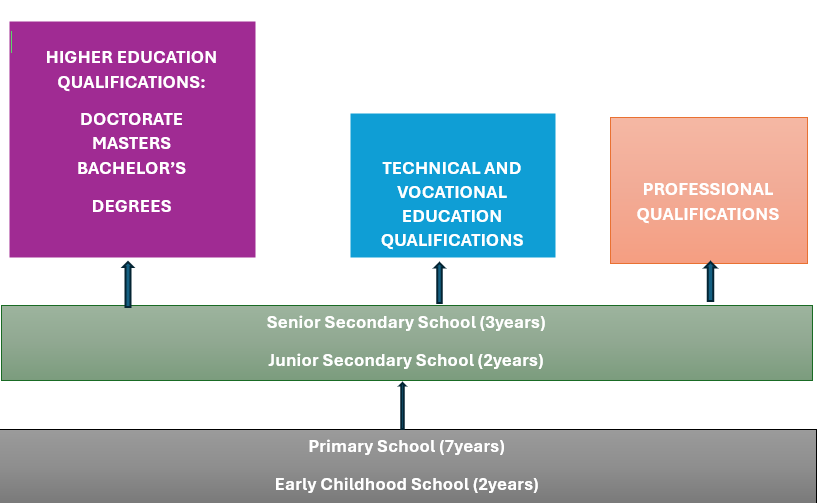 HIGHER EDUCATION
QUALIFICATIONS:
DOCTORATE
MASTERS
BACHELOR’S
DEGREES
TECHNICAL AND
VOCATIONAL
EDUCATION
QUALIFICATIONS
PROFESSIONAL
QUALIFICATIONS
Senior Secondary School (3years)
Junior Secondary School (2years)
Primary School (7years)
Early Childhood School (2years)